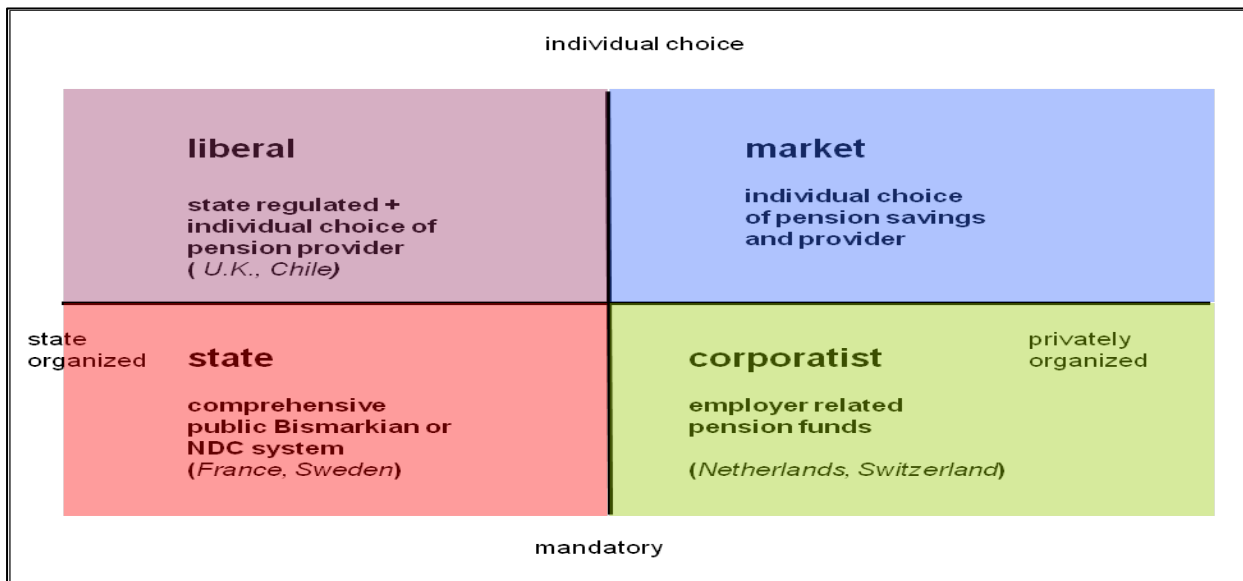 individual choice
liberal
state regulated +
individual choice of
pension provider
( U.K., Chile)
market
individual choice
of pension savings
and provider
state
organized
state
comprehensive
public Bismarkian or
NDC system
(France, Sweden)
corporatist
employer related
pension funds
(Netherlands, Switzerland)
privately
organized
mandatory